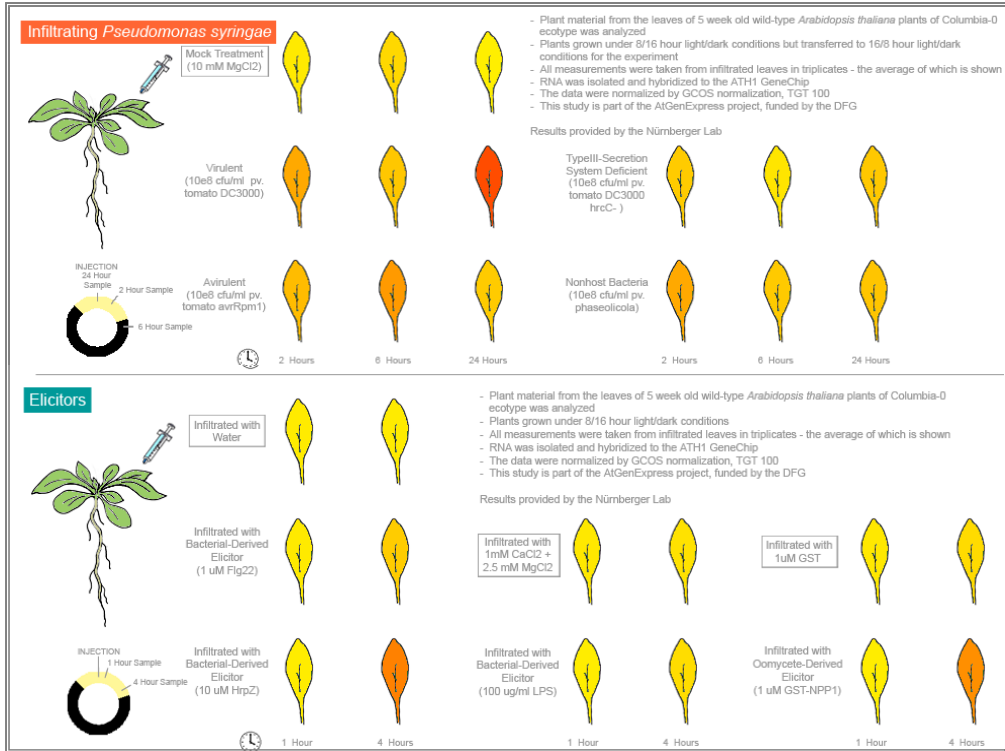 Infiltrating Pseudomonas syringae
Mock Treatment
(10 mM MgCl2)
- Plant material from the leaves of 5 week old wild-type Arabidopsis thaliana plants of Columbia-0
ecotype was analyzed
- Plants grown under 8/16 hour light/dark conditions but transferred to 16/8 hour light/dark
conditions for the experiment
- All measurements were taken from infiltrated leaves in triplicates - the average of which is shown
- RNA was isolated and hybridized to the ATH1 GeneChip
- The data were normalized by GCOS normalization, TGT 100
- This study is part of the AtGenExpress project, funded by the DFG
Results provided by the Nürnberger Lab
Virulent
(10e8 cfu/ml pv.
tomato DC3000)
TypeIII-Secretion
System Deficient
(10e8 cfu/ml pv.
tomato DC3000
hrcC- )
INJECTION
24 Hour
Sample
2 Hour Sample
6 Hour Sample
Avirulent
(10e8 cfu/ml pv.
tomato avrRpm1)
Nonhost Bacteria
(10e8 cfu/ml pv.
phaseolicola)
2 Hours
6 Hours
24 Hours
2 Hours
6 Hours
24 Hours
Elicitors
Infiltrated with
Water
- Plant material from the leaves of 5 week old wild-type Arabidopsis thaliana plants of Columbia-0
ecotype was analyzed
- Plants grown under 8/16 hour light/dark conditions
- All measurements were taken from infiltrated leaves in triplicates - the average of which is shown
- RNA was isolated and hybridized to the ATH1 GeneChip
- The data were normalized by GCOS normalization, TGT 100
- This study is part of the AtGenExpress project, funded by the DFG
Results provided by the Nürnberger Lab
Infiltrated with
Bacterial-Derived
Elicitor
(1 uM Flg22)
Infiltrated with
1mM CaCl2 +
2.5 mM MgCl2
Infiltrated with
1uM GST
INJECTION
1 Hour Sample
4 Hour Sample
Infiltrated with
Bacterial-Derived
Elicitor
(10 uM HrpZ)
Infiltrated with
Bacterial-Derived
Elicitor
(100 ug/ml LPS)
Infiltrated with
Oomycete-Derived
Elicitor
(1 uM GST-NPP1)
1 Hour
4 Hours
1 Hour
4 Hours
1 Hour
4 Hours